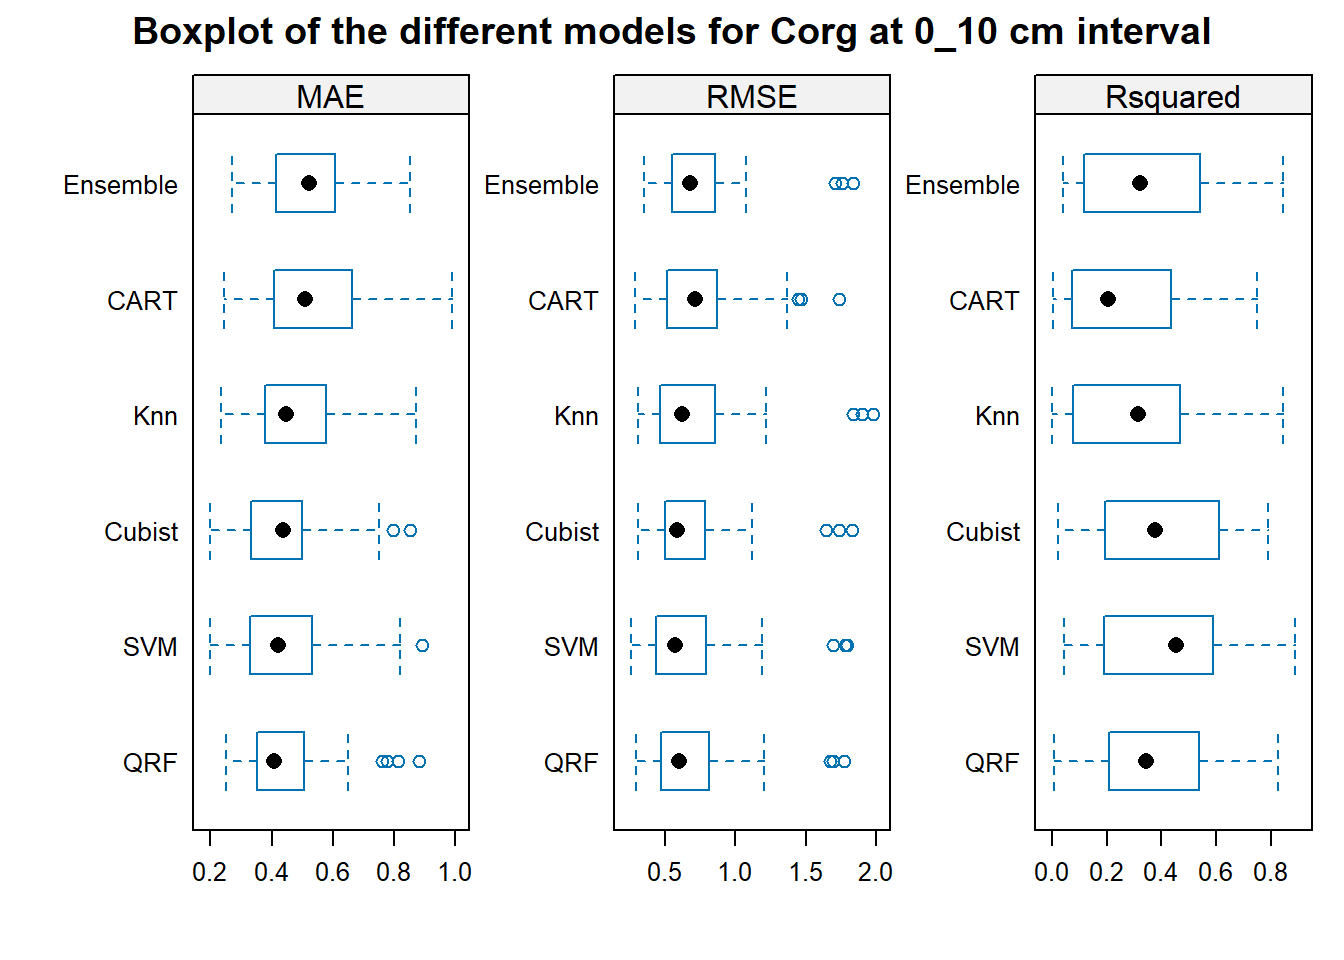 Boxplot of the different models for Corg at 0_10 cm interval
MAE RMSE Rsquared
Ensemble Ensemble Ensemble
CART CART CART
Knn Knn Knn
Cubist Cubist Cubist
SVM SVM SVM
QRF QRF QRF
0.2 0.4 0.6 0.8 1.0 0.5 1.0 1.5 2.0 0.0 0.2 0.4 0.6 0.8